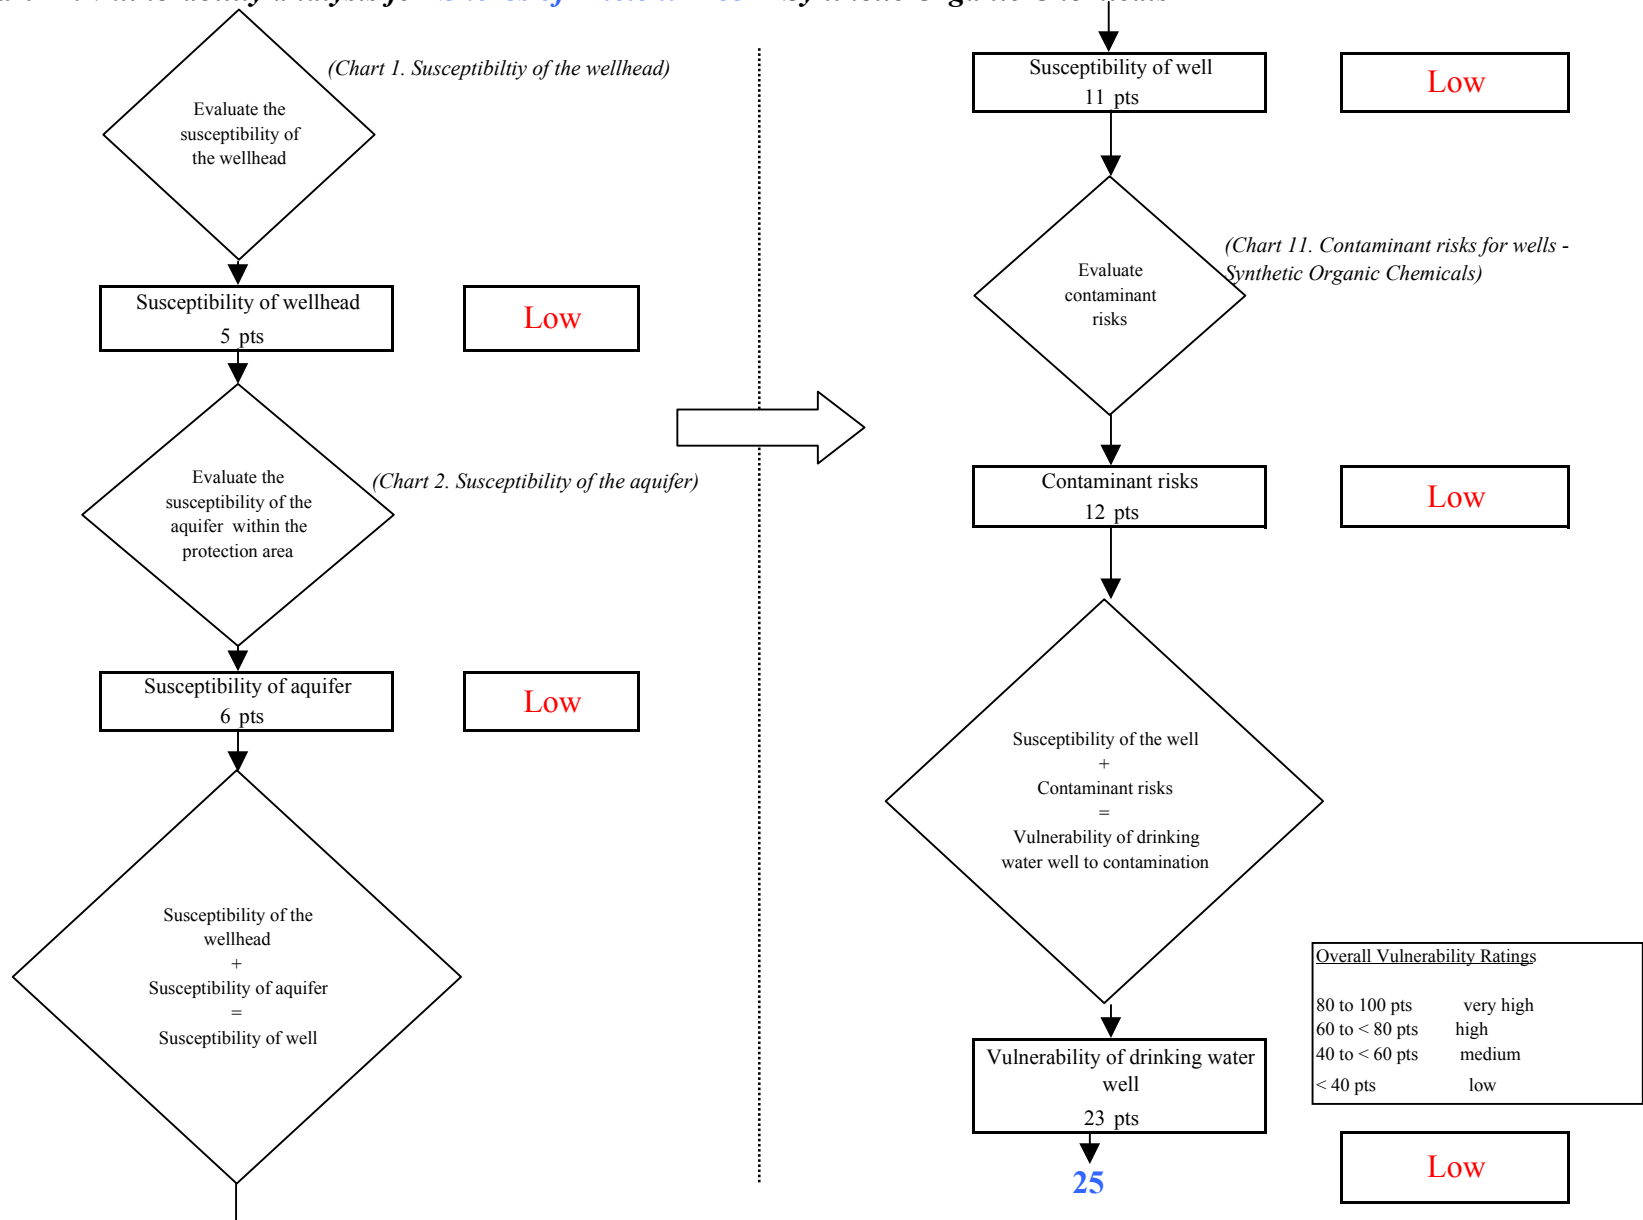 Synthetic Organic Chemicals
(Chart 1. Susceptibiltiy of the wellhead)
Evaluate the
susceptibility of
the wellhead
Susceptibility of wellhead
5 pts
Low
Evaluate the
susceptibility of the
aquifer within the
protection area
(Chart 2. Susceptibility of the aquifer)
Susceptibility of aquifer
6 pts
Low
Susceptibility of the
wellhead
+
Susceptibility of aquifer
=
Susceptibility of well
Susceptibility of well
11 pts
Low
Evaluate
contaminant
risks
(Chart 11. Contaminant risks for wells -
Synthetic Organic Chemicals)
Contaminant risks
12 pts
Low
Susceptibility of the well
+
Contaminant risks
=
Vulnerability of drinking
water well to contamination
Vulnerability of drinking water
well
23 pts
25
Overall Vulnerability Ratings
80 to 100 pts very high
60 to < 80 pts high
40 to < 60 pts medium
< 40 pts low
Low